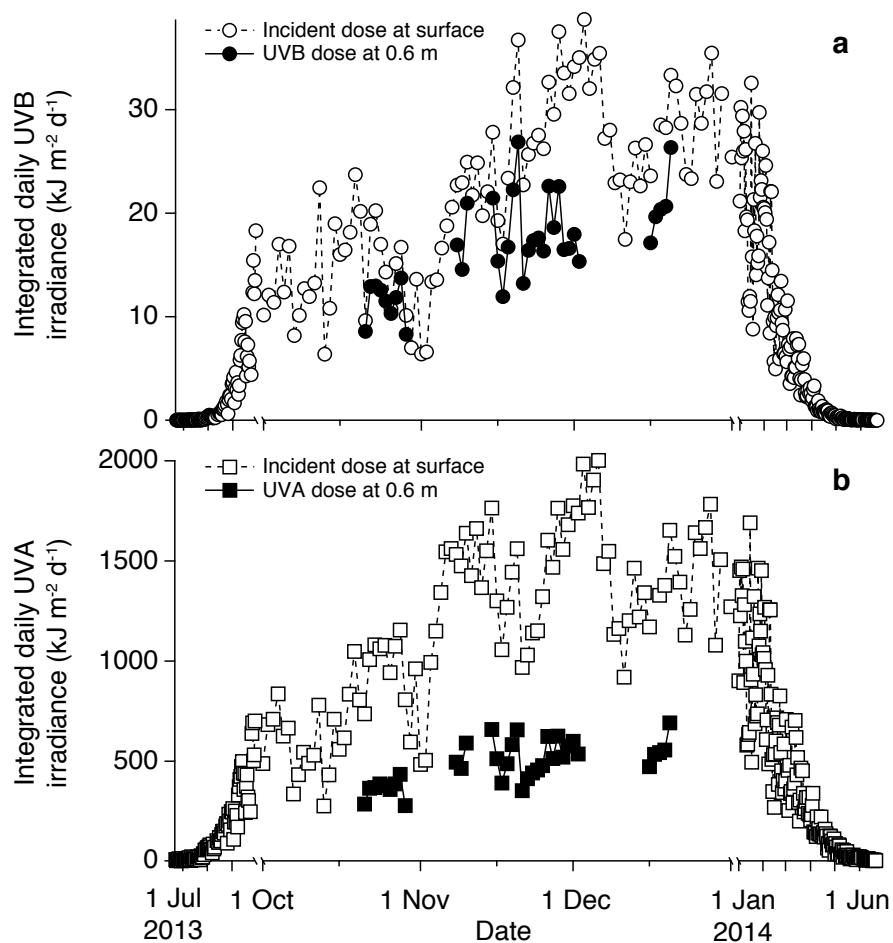 a
Incident dose at surface
UVB dose at 0.6 m
Integrated daily UVB
irradiance (kJ m⁻² d⁻¹)
30
20
10
0
b
Incident dose at surface
UVA dose at 0.6 m
Integrated daily UVA
irradiance (kJ m⁻² d⁻¹)
2000
1500
1000
500
0
1 Jul 1 Oct 1 Nov 1 Dec 1 Jan 1 Jun
2013 Date 2014